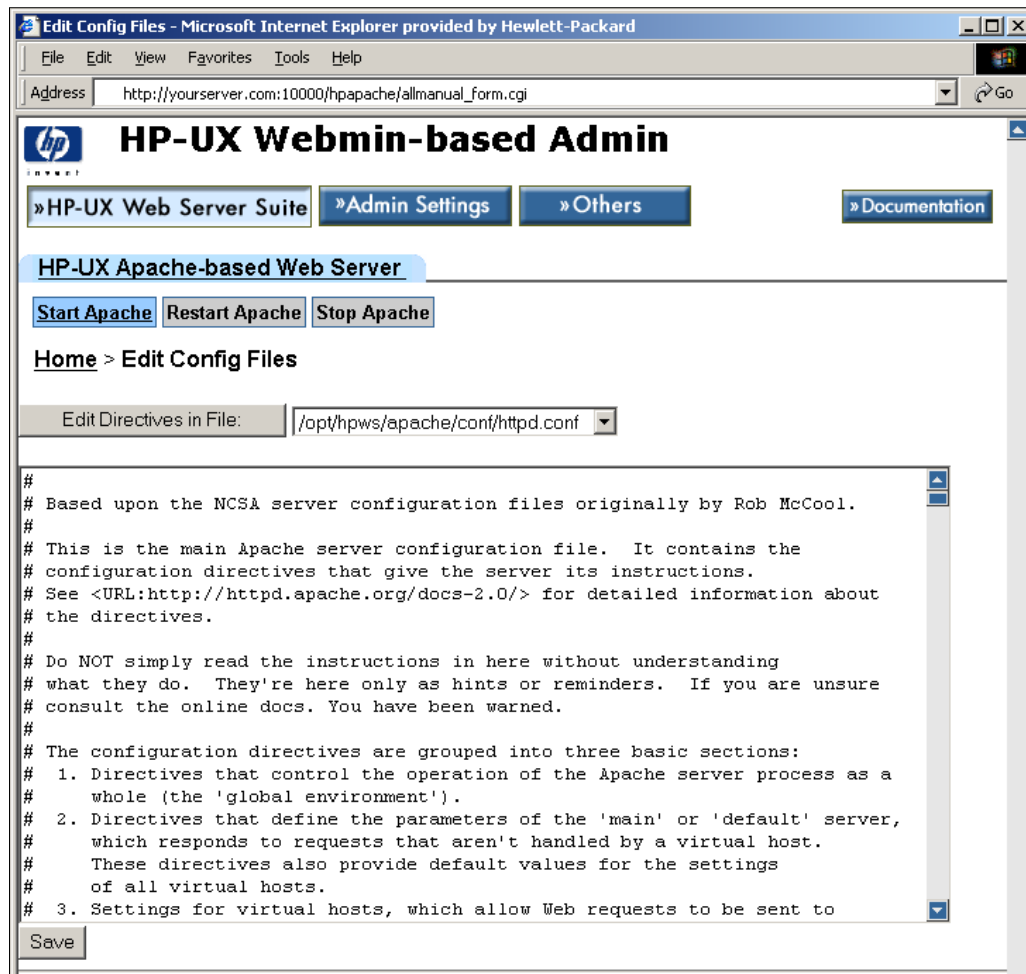 Edit Config Files - Microsoft Internet Explorer provided by Hewlett-Packard
File Edit View Favorites Tools Help
Address http://yourserver.com:10000/hpapache/allmanual_form.cgi Go
hp HP-UX Webmin-based Admin
invent
»HP-UX Web Server Suite »Admin Settings »Others »Documentation
HP-UX Apache-based Web Server
Start Apache Restart Apache Stop Apache
Home > Edit Config Files
Edit Directives in File: /opt/hpws/apache/conf/httpd.conf
#
# Based upon the NCSA server configuration files originally by Rob McCool.
#
# This is the main Apache server configuration file.  It contains the
# configuration directives that give the server its instructions.
# See <URL:http://httpd.apache.org/docs-2.0/> for detailed information about
# the directives.
#
# Do NOT simply read the instructions in here without understanding
# what they do.  They're here only as hints or reminders.  If you are unsure
# consult the online docs. You have been warned.
#
# The configuration directives are grouped into three basic sections:
#  1. Directives that control the operation of the Apache server process as a
#     whole (the 'global environment').
#  2. Directives that define the parameters of the 'main' or 'default' server,
#     which responds to requests that aren't handled by a virtual host.
#     These directives also provide default values for the settings
#     of all virtual hosts.
#  3. Settings for virtual hosts, which allow Web requests to be sent to
Save